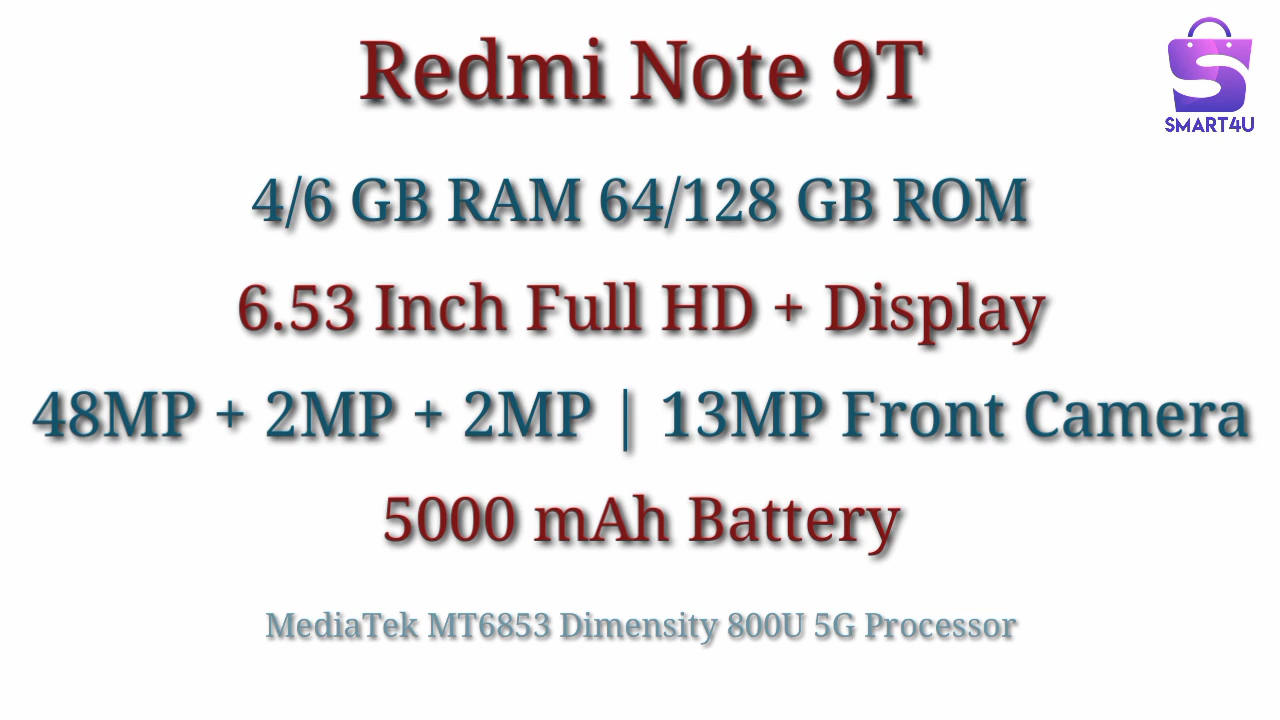 Redmi Note 9T
SMART4U
4/6 GB RAM 64/128 GB ROM
6.53 Inch Full HD + Display
48MP + 2MP + 2MP | 13MP Front Camera
5000 mAh Battery
MediaTek MT6853 Dimensity 800U 5G Processor